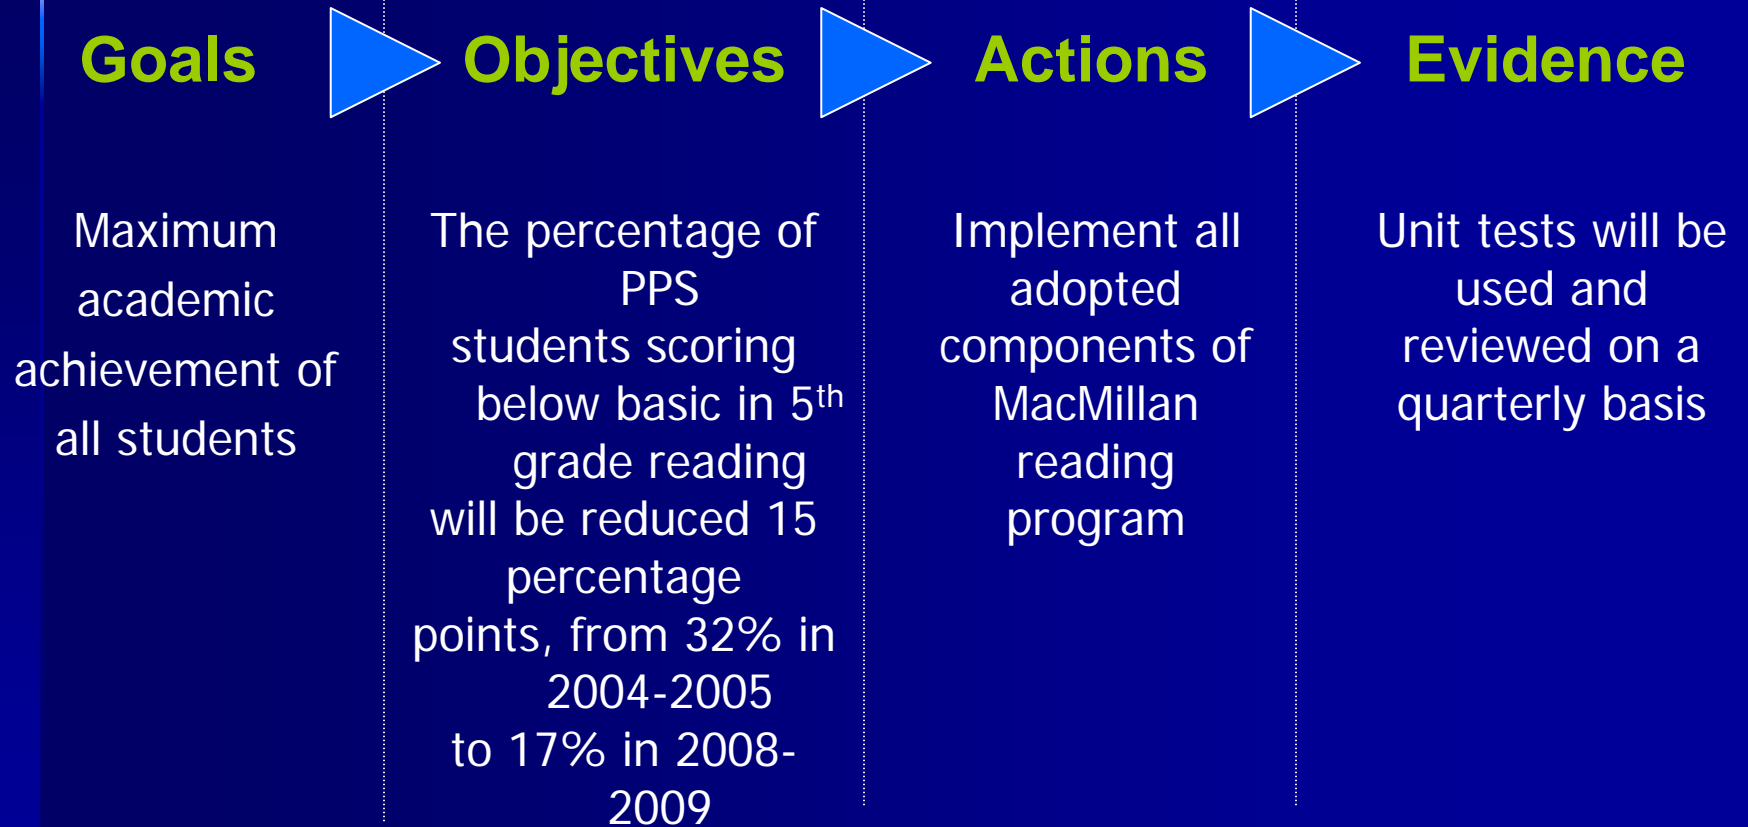 Goals
Objectives
Actions
Evidence
Maximum
academic
achievement of
all students
The percentage of
PPS
students scoring
below basic in 5th
grade reading
will be reduced 15
percentage
points, from 32% in
2004-2005
to 17% in 2008-
2009
Implement all
adopted
components of
MacMillan
reading
program
Unit tests will be
used and
reviewed on a
quarterly basis